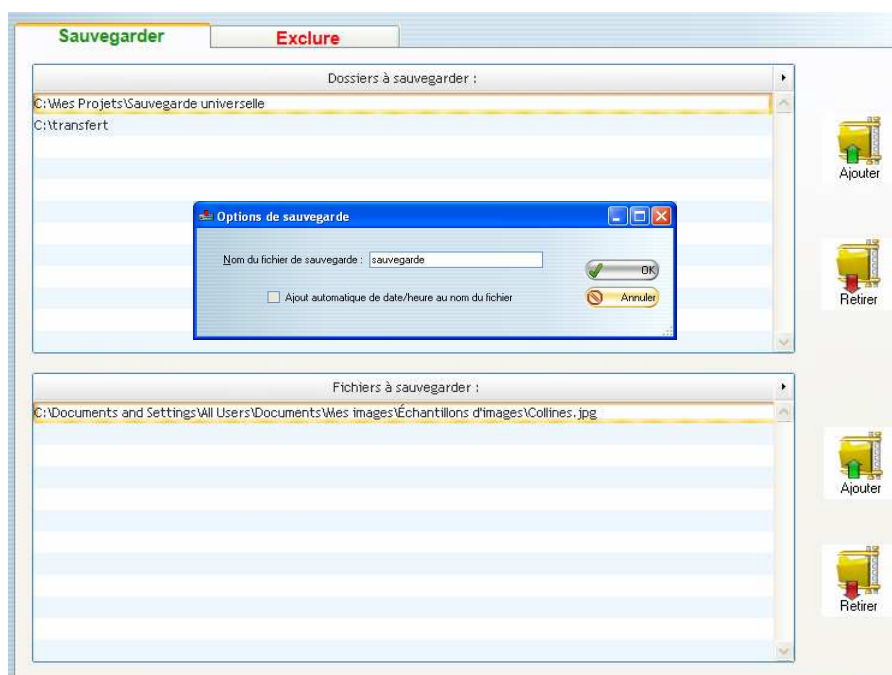 Sauvegarder
Exclure
Dossiers à sauvegarder :
C:\Mes Projets\Sauvegarde universelle
C:\transfert
Ajouter
Options de sauvegarde
Nom du fichier de sauvegarde : sauvegarde
OK
Ajout automatique de date/heure au nom du fichier
Annuler
Retirer
Fichiers à sauvegarder :
C:\Documents and Settings\All Users\Documents\Mes images\Échantillons d'images\Collines.jpg
Ajouter
Retirer